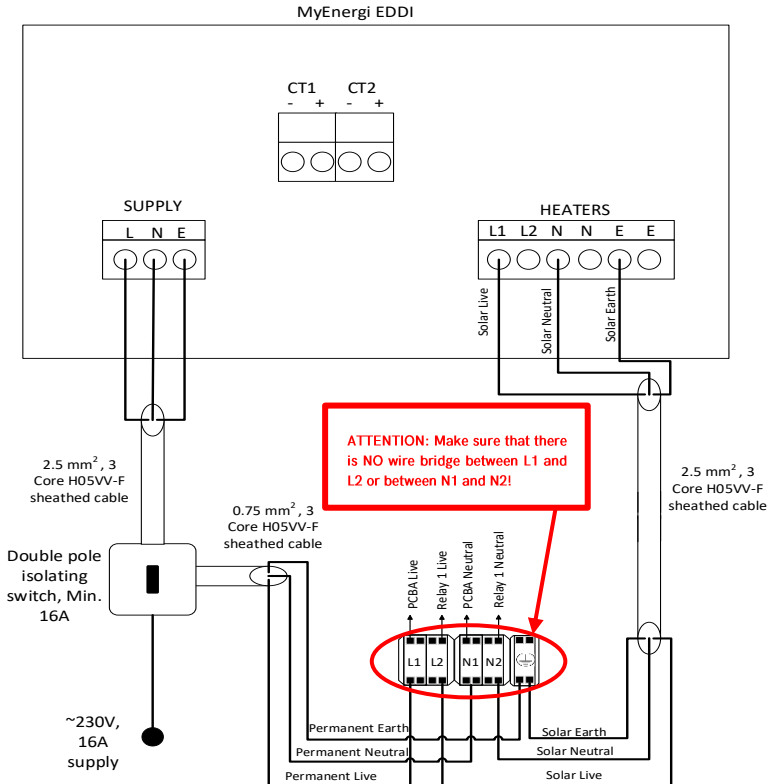 MyEnergi EDDI
CT1 CT2
- + - +
SUPPLY
L N E
HEATERS
L1 L2 N N E E
Solar Live
Solar Neutral
Solar Earth
ATTENTION: Make sure that there
is NO wire bridge between L1 and
L2 or between N1 and N2!
2.5 mm², 3
Core H05VV-F
sheathed cable
2.5 mm², 3
Core H05VV-F
sheathed cable
0.75 mm², 3
Core H05VV-F
sheathed cable
Double pole
isolating
switch, Min.
16A
PCBA Live
Relay 1 Live
PCBA Neutral
Relay 1 Neutral
L1 L2 N1 N2
~230V,
16A
supply
Permanent Earth
Permanent Neutral
Permanent Live
Solar Earth
Solar Neutral
Solar Live